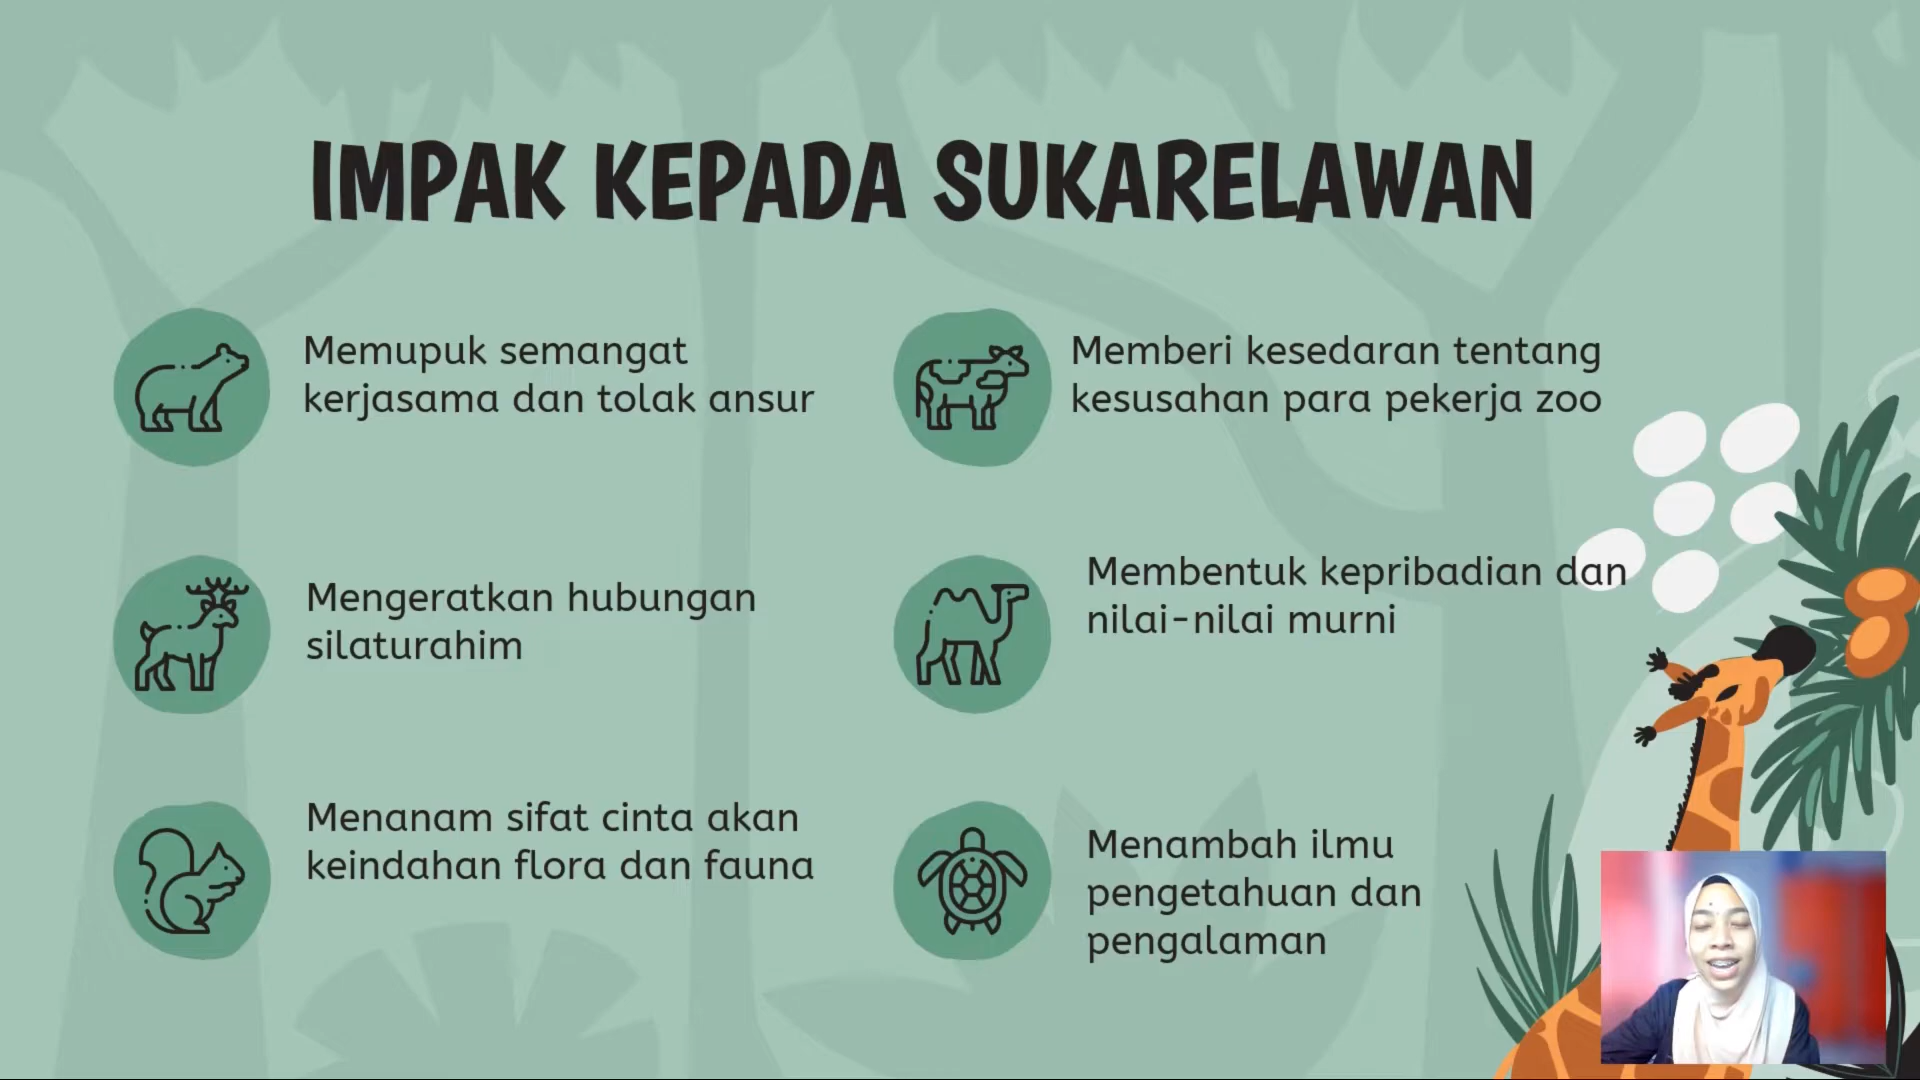 IMPAK KEPADA SUKARELAWAN
Memupuk semangat
kerjasama dan tolak ansur
Mengeratkan hubungan
silaturahim
Menanam sifat cinta akan
keindahan flora dan fauna
Memberi kesedaran tentang
kesusahan para pekerja zoo
Membentuk kepribadian dan
nilai-nilai murni
Menambah ilmu
pengetahuan dan
pengalaman